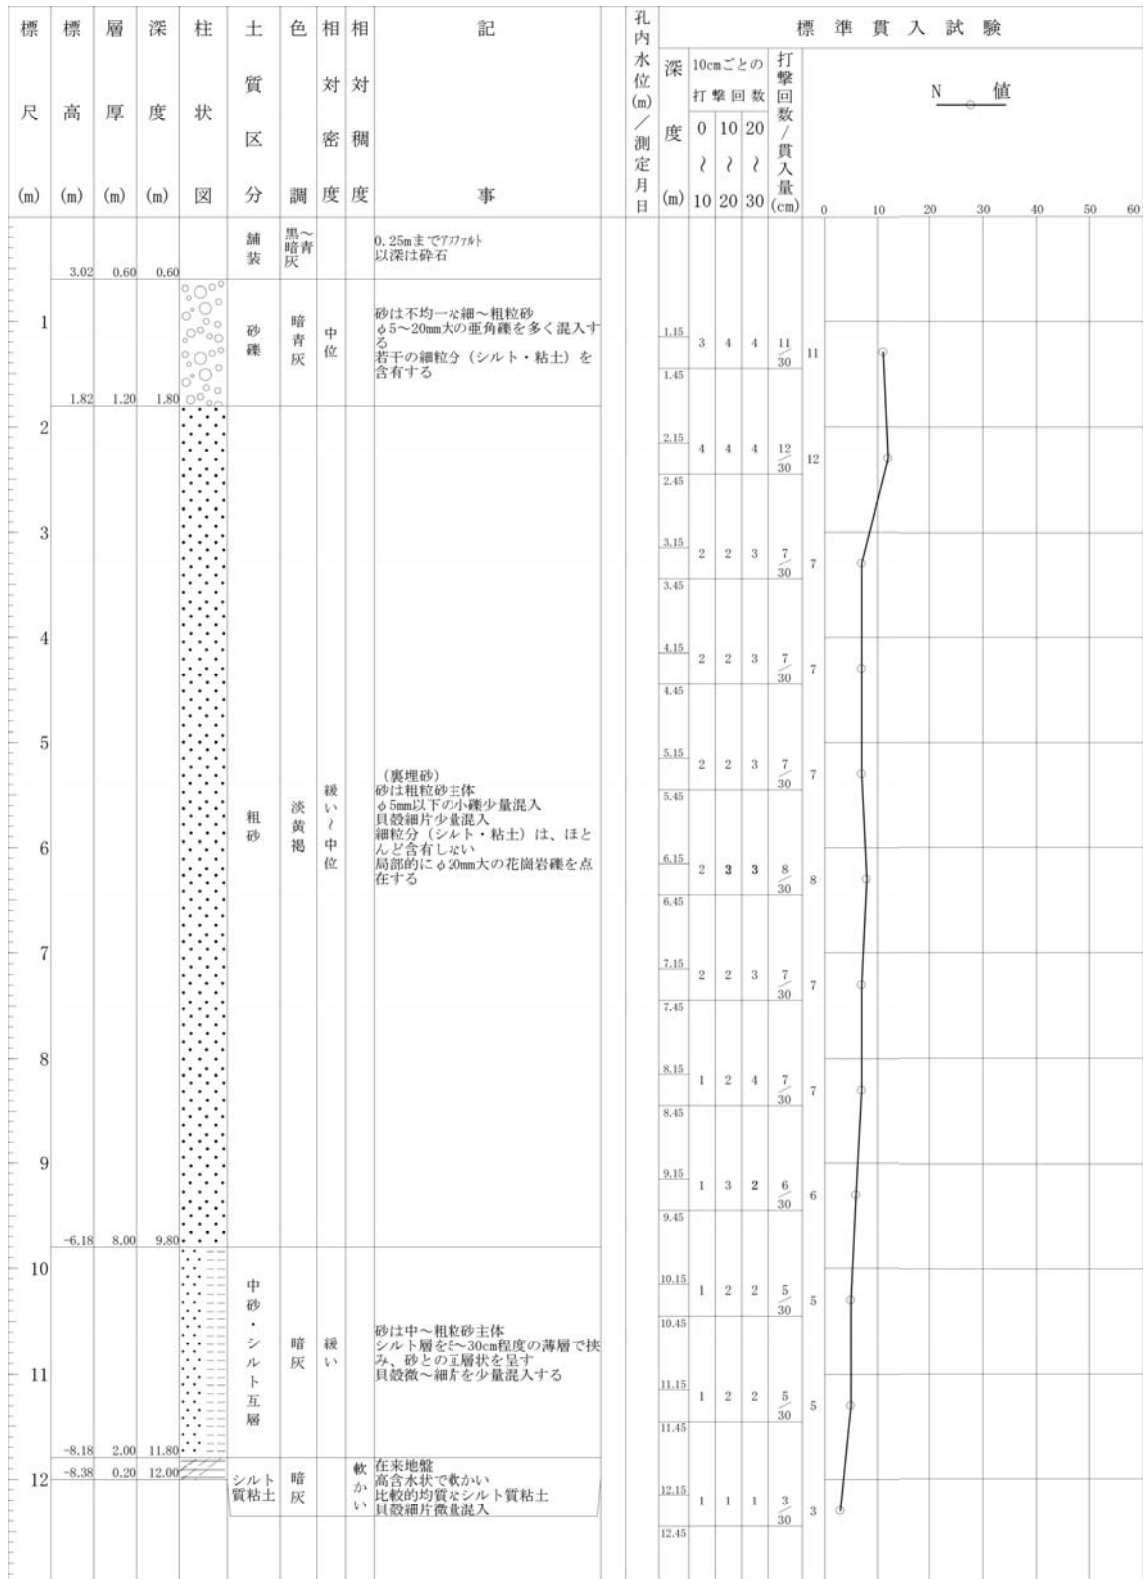 標尺(m)
標高(m)
層厚(m)
深度(m)
柱状図
土質区分
色調
相対密度
相対稠度
記事
孔内水位(m)／測定月日
標準貫入試験
深度(m)
10cmごとの
打撃回数
0〜10
10〜20
20〜30
打撃回数/貫入量(cm)
N 値
0 10 20 30 40 50 60
3.02 0.60 0.60
舗装
黒〜暗青灰
0.25mまでアスファルト
以深は砕石
1
1.82 1.20 1.80
砂礫
暗青灰
中位
砂は不均一な細〜粗粒砂
φ5〜20mm大の亜角礫を多く混入す
る
若干の細粒分（シルト・粘土）を
含有する
1.15
3 4 4 11/30 11
1.45
2
2.15
4 4 4 12/30 12
2.45
3
3.15
2 2 3 7/30 7
3.45
4
4.15
2 2 3 7/30 7
4.45
5
5.15
2 2 3 7/30 7
5.45
粗砂
淡黄褐
緩い〜中位
（裏埋砂）
砂は粗粒砂主体
φ5mm以下の小礫少量混入
貝殻細片少量混入
細粒分（シルト・粘土）は、ほと
んど含有しない
局部的にφ20mm大の花崗岩礫を点
在する
6
6.15
2 3 3 8/30 8
6.45
7
7.15
2 2 3 7/30 7
7.45
8
8.15
1 2 4 7/30 7
8.45
9
9.15
1 3 2 6/30 6
9.45
-6.18 8.00 9.80
10
10.15
1 2 2 5/30 5
10.45
中砂・シルト互層
暗灰
緩い
砂は中〜粗粒砂主体
シルト層を 〜30cm程度の薄層で挟
み、砂との互層状を呈す
貝殻微〜細片を少量混入する
11
11.15
1 2 2 5/30 5
11.45
-8.18 2.00 11.80
-8.38 0.20 12.00
12
シルト
質粘土
暗灰
軟かい
在来地盤
高含水状で軟かい
比較的均質なシルト質粘土
貝殻細片微量混入
12.15
1 1 1 3/30 3
12.45